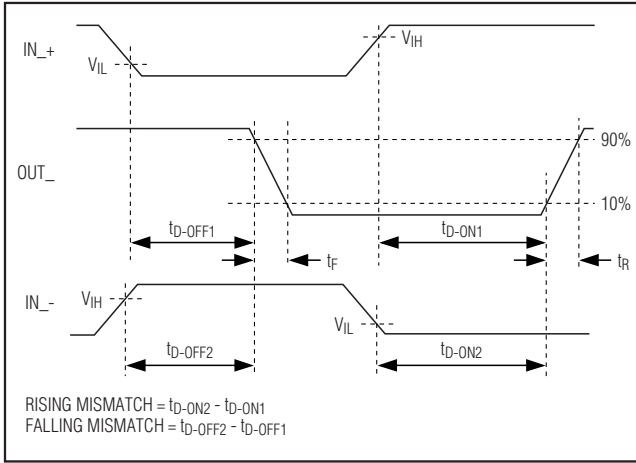 IN_+
VIL
VIH
90%
OUT_
10%
tD-OFF1
tD-ON1
tF
tR
IN_-
VIH
VIL
tD-OFF2
tD-ON2
RISING MISMATCH = tD-ON2 - tD-ON1
FALLING MISMATCH = tD-OFF2 - tD-OFF1